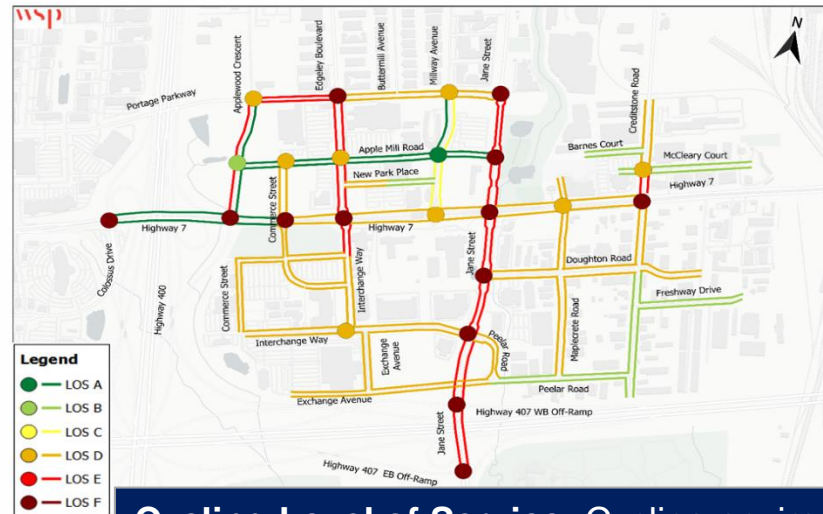 wsp
N
Applewood Crescent
Edgeley Boulevard
Buttermill Avenue
Millway Avenue
Jane Street
Creditstone Road
Portage Parkway
Barnes Court
Apple Mill Road
McCleary Court
New Park Place
Highway 7
Commerce Street
Highway 7
Highway 7
Colossus Drive
Highway 400
Commerce Street
Interchange Way
Jane Street
Doughton Road
Freshway Drive
Maplecrete Road
Interchange Way
Exchange Avenue
Peelar Road
Peelar Road
Exchange Avenue
Highway 407 WB Off-Ramp
Jane Street
Highway 407 EB Off-Ramp
Legend
LOS A
LOS B
LOS C
LOS D
LOS E
LOS F